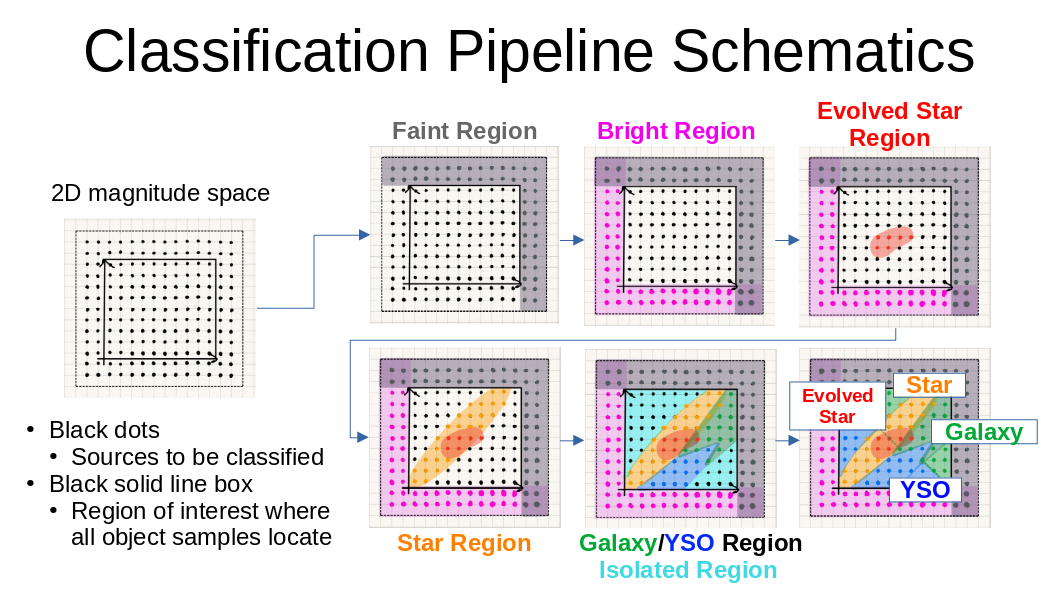 Classification Pipeline Schematics
Faint Region
Bright Region
Evolved Star
Region
2D magnitude space
• Black dots
• Sources to be classified
• Black solid line box
• Region of interest where
all object samples locate
Star Region
Galaxy/YSO Region
Isolated Region
Evolved
Star
Star
Galaxy
YSO